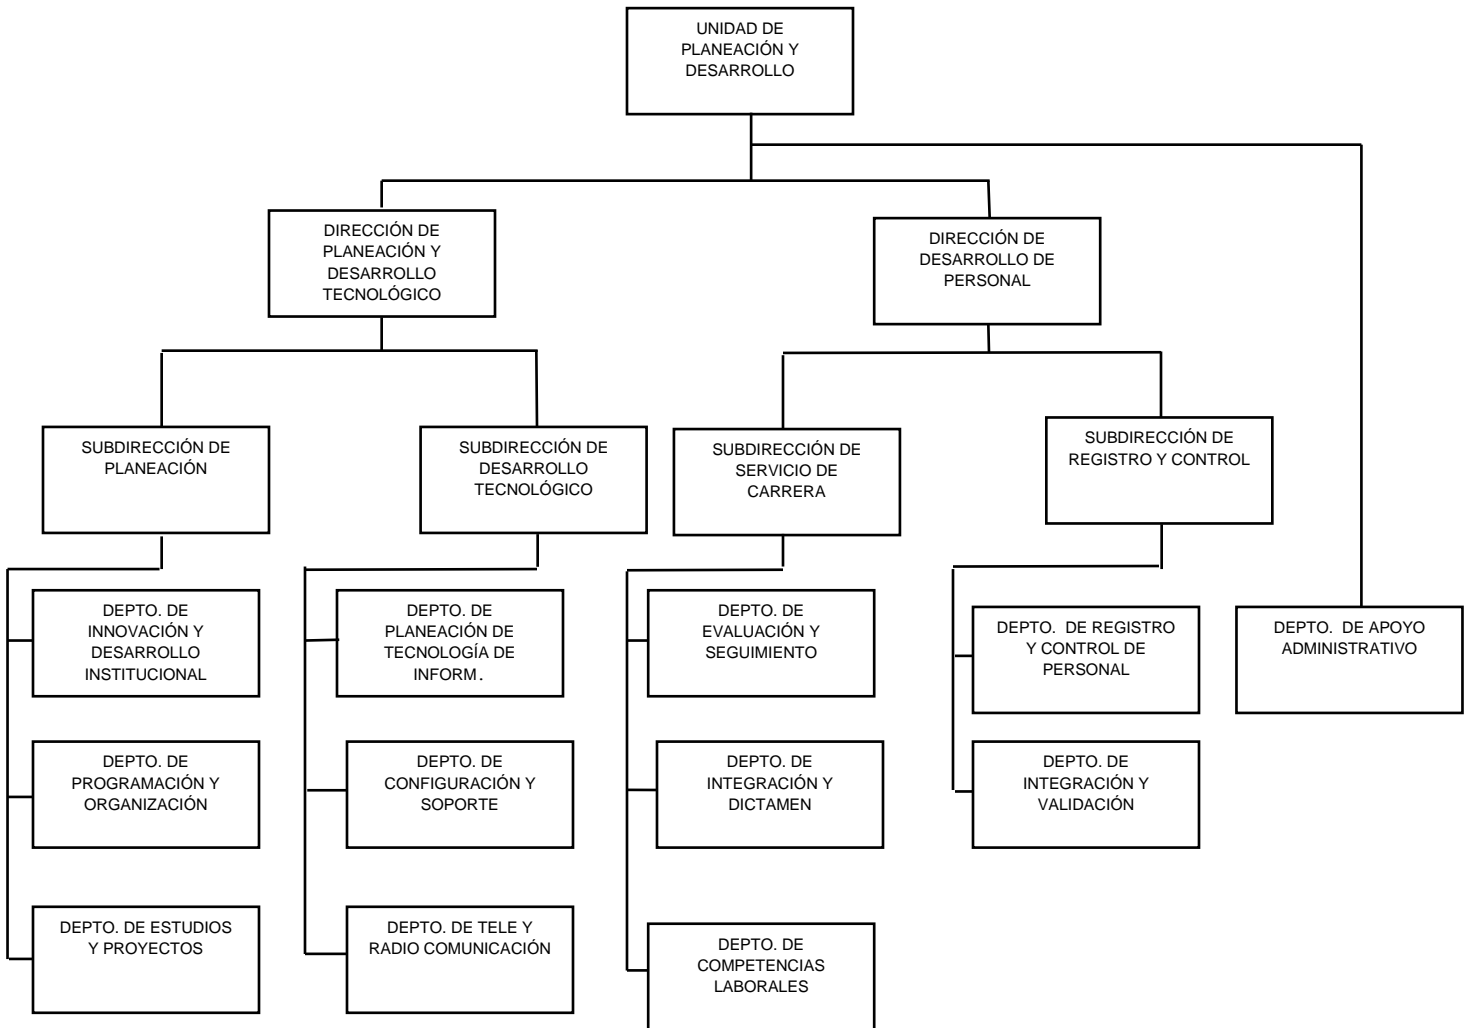 UNIDAD DE
PLANEACIÓN Y
DESARROLLO
DIRECCIÓN DE
PLANEACIÓN Y
DESARROLLO
TECNOLÓGICO
DIRECCIÓN DE
DESARROLLO DE
PERSONAL
SUBDIRECCIÓN DE
PLANEACIÓN
SUBDIRECCIÓN DE
DESARROLLO
TECNOLÓGICO
SUBDIRECCIÓN DE
SERVICIO DE
CARRERA
SUBDIRECCIÓN DE
REGISTRO Y CONTROL
DEPTO. DE
INNOVACIÓN Y
DESARROLLO
INSTITUCIONAL
DEPTO. DE
PLANEACIÓN DE
TECNOLOGÍA DE
INFORM.
DEPTO. DE
EVALUACIÓN Y
SEGUIMIENTO
DEPTO. DE REGISTRO
Y CONTROL DE
PERSONAL
DEPTO. DE APOYO
ADMINISTRATIVO
DEPTO. DE
PROGRAMACIÓN Y
ORGANIZACIÓN
DEPTO. DE
CONFIGURACIÓN Y
SOPORTE
DEPTO. DE
INTEGRACIÓN Y
DICTAMEN
DEPTO. DE
INTEGRACIÓN Y
VALIDACIÓN
DEPTO. DE ESTUDIOS
Y PROYECTOS
DEPTO. DE TELE Y
RADIO COMUNICACIÓN
DEPTO. DE
COMPETENCIAS
LABORALES